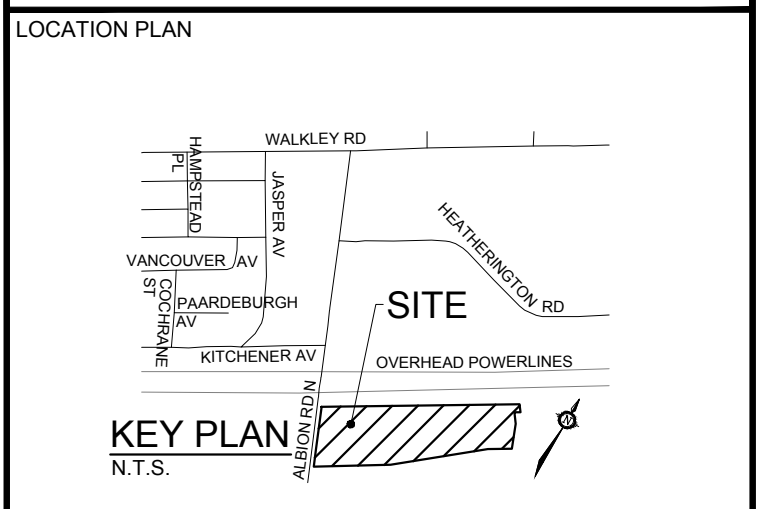 LOCATION PLAN
WALKLEY RD
HAMPSTEAD
PL
JASPER AV
HEATHERINGTON RD
VANCOUVER AV
COCHRANE
ST
PAARDEBURGH
AV
SITE
KITCHENER AV
OVERHEAD POWERLINES
ALBION RD N
KEY PLAN
N.T.S.
N